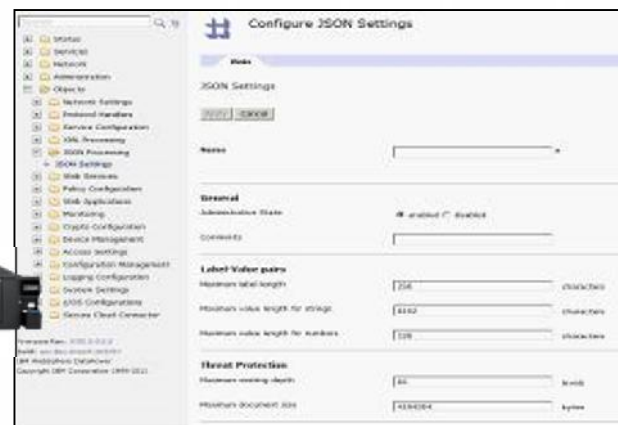 Search
Status
Services
Network
Administration
Objects
Network Settings
Protocol Handlers
Service Configuration
XML Processing
JSON Processing
JSON Settings
Web Services
Policy Configuration
Web Applications
Monitoring
Crypto Configuration
Device Management
Access Settings
Configuration Management
Logging Configuration
System Settings
z/OS Configurations
Secure Cloud Connector
IBM WebSphere DataPower
Copyright IBM Corporation 1999-2011
Configure JSON Settings
Main
JSON Settings
Apply Cancel
Name *
General
Administrative State enabled disabled
Comments
Label-Value pairs
Maximum label length 256 characters
Maximum value length for strings 8192 characters
Maximum value length for numbers 128 characters
Threat Protection
Maximum nesting depth 64 levels
Maximum document size 4194304 bytes